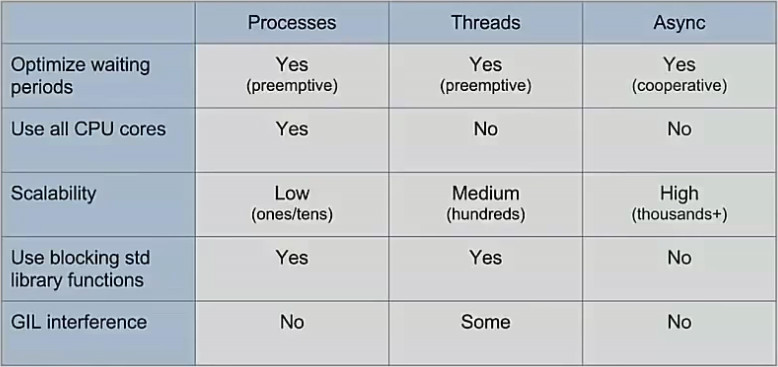 Processes Threads Async
Optimize waiting Yes Yes Yes
periods (preemptive) (preemptive) (cooperative)
Use all CPU cores Yes No No
Scalability Low Medium High
(ones/tens) (hundreds) (thousands+)
Use blocking std Yes Yes No
library functions
GIL interference No Some No